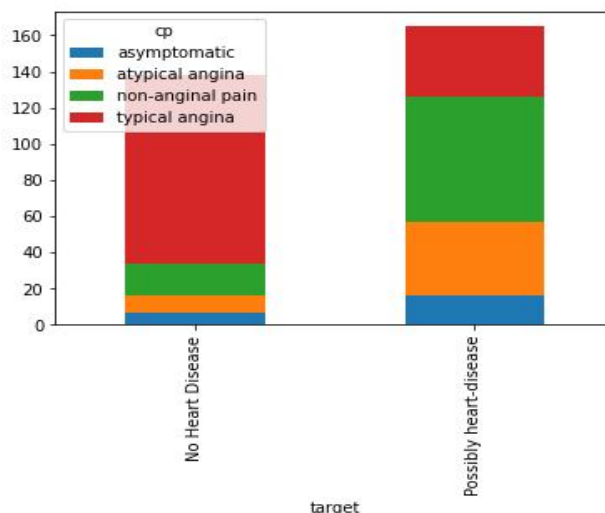 cp
asymptomatic
atypical angina
non-anginal pain
typical angina
160
140
120
100
80
60
40
20
0
No Heart Disease
Possibly heart-disease
target